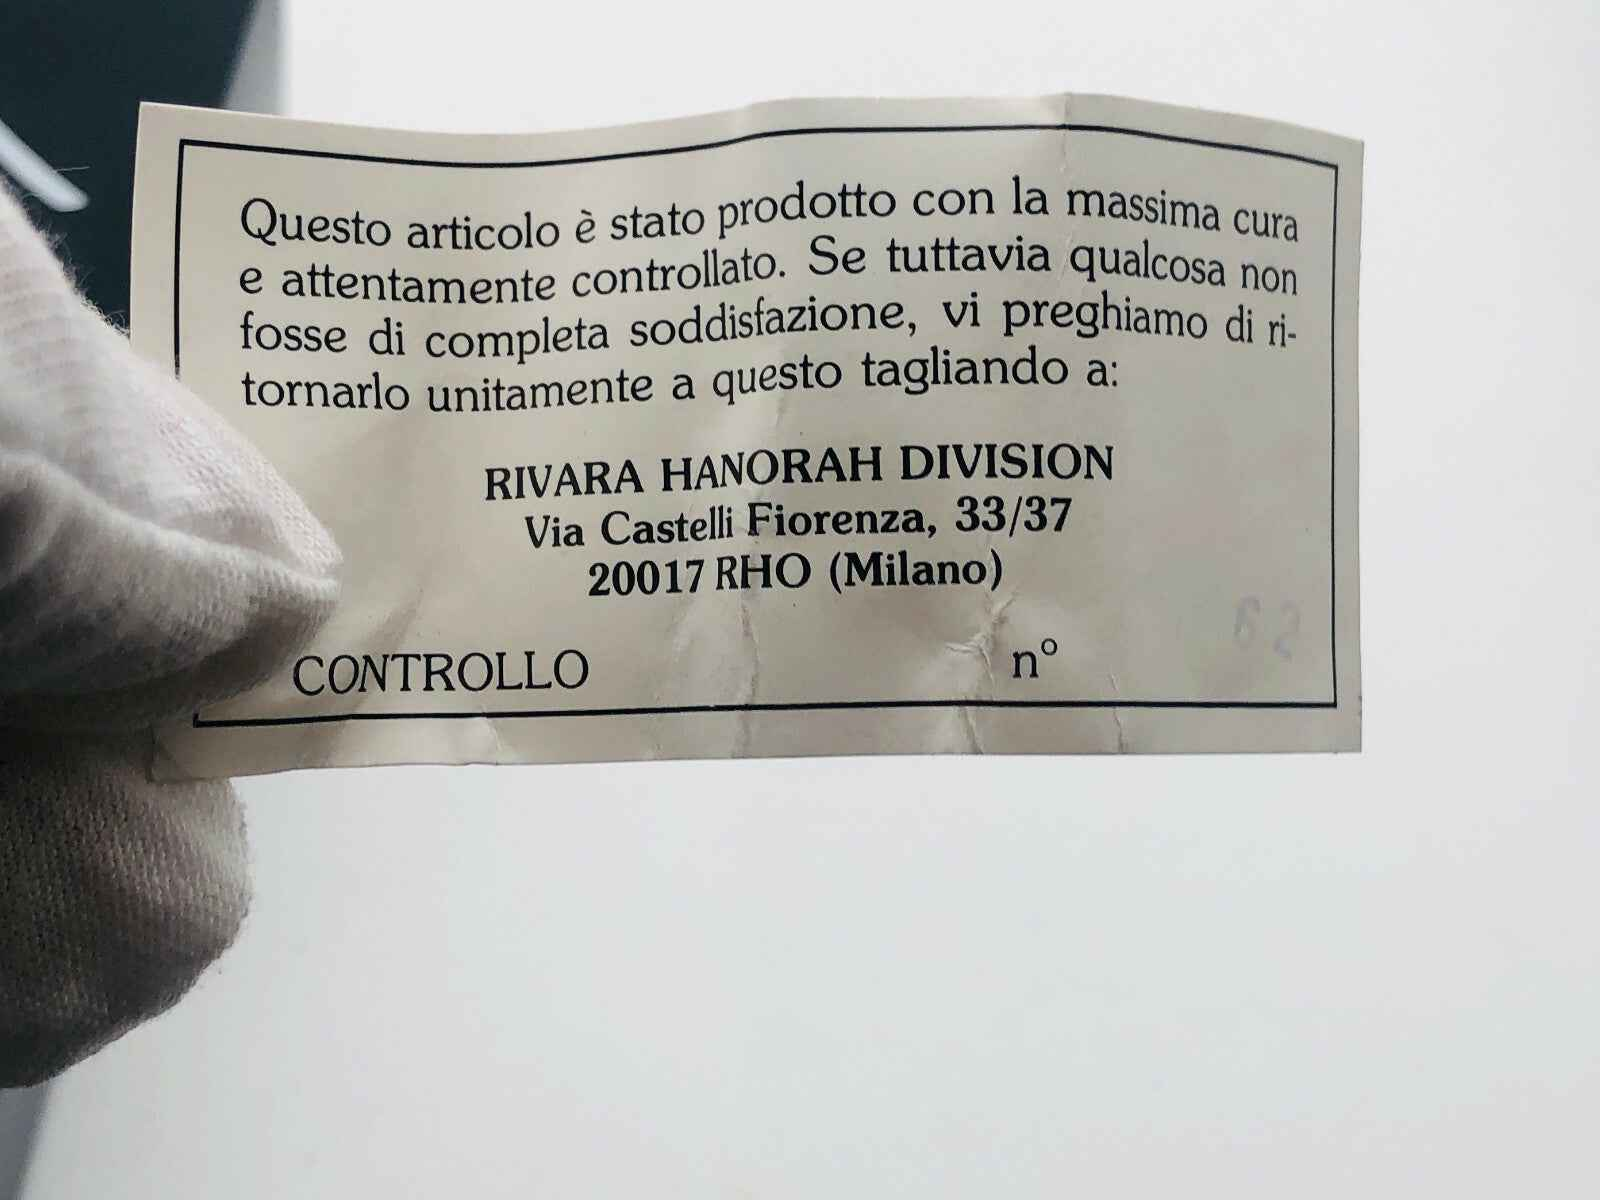 Questo articolo è stato prodotto con la massima cura
e attentamente controllato. Se tuttavia qualcosa non
fosse di completa soddisfazione, vi preghiamo di ri-
tornarlo unitamente a questo tagliando a:
RIVARA HANORAH DIVISION
Via Castelli Fiorenza, 33/37
20017 RHO (Milano)
CONTROLLO n° 62